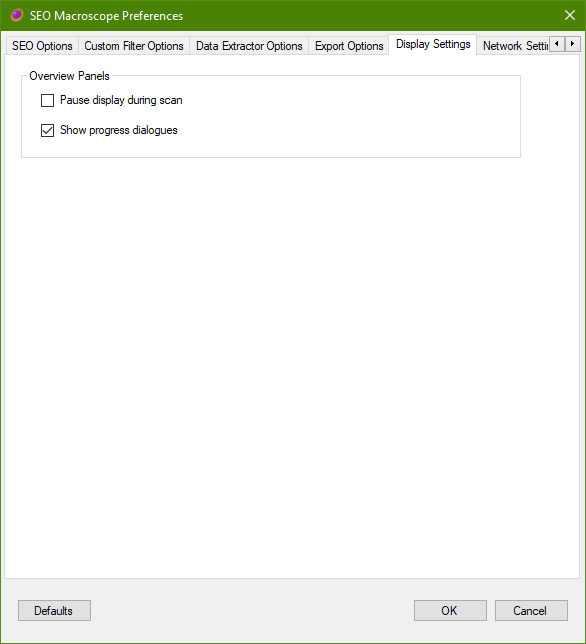 SEO Macroscope Preferences
SEO Options Custom Filter Options Data Extractor Options Export Options Display Settings Network Settin
Overview Panels
Pause display during scan
Show progress dialogues
Defaults OK Cancel